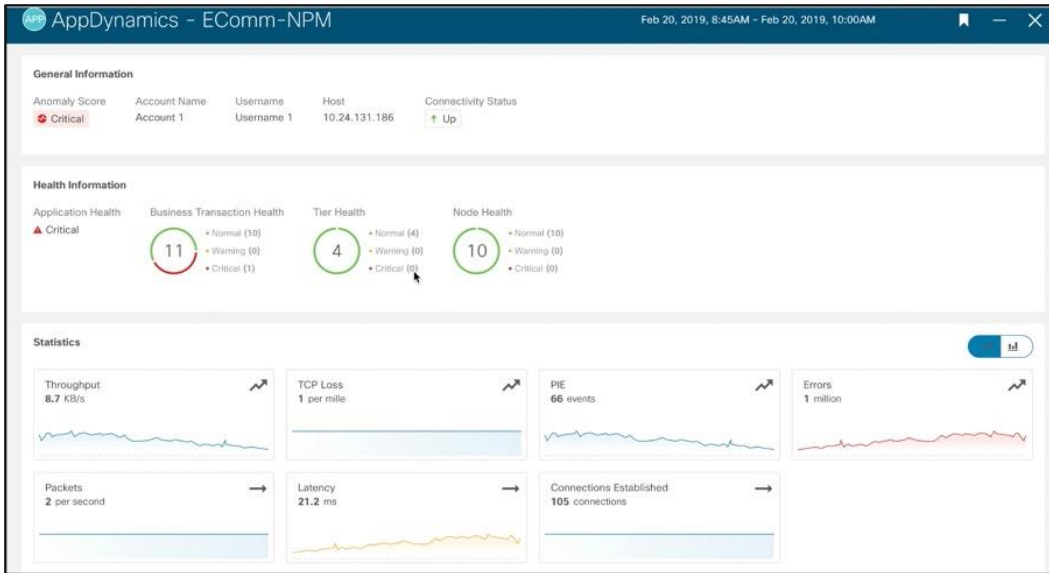 APP AppDynamics - EComm-NPM
Feb 20, 2019, 8:45AM - Feb 20, 2019, 10:00AM
General Information
Anomaly Score Account Name Username Host Connectivity Status
Critical Account 1 Username 1 10.24.131.186 Up
Health Information
Application Health Business Transaction Health Tier Health Node Health
Critical
11
Normal (10)
Warning (0)
Critical (1)
4
Normal (4)
Warning (0)
Critical (0)
10
Normal (10)
Warning (0)
Critical (0)
Statistics
Throughput
8.7 KB/s
TCP Loss
1 per mille
PIE
66 events
Errors
1 million
Packets
2 per second
Latency
21.2 ms
Connections Established
105 connections